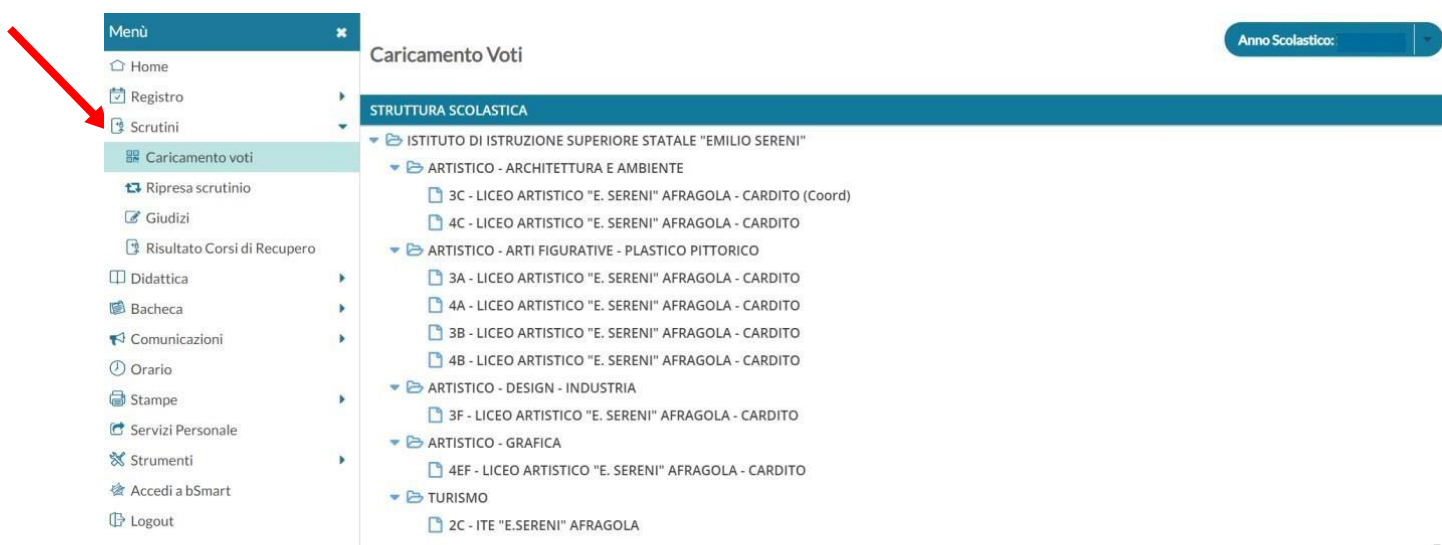 Menù
Home
Registro
Scrutini
Caricamento voti
Ripresa scrutinio
Giudizi
Risultato Corsi di Recupero
Didattica
Bacheca
Comunicazioni
Orario
Stampe
Servizi Personale
Strumenti
Accedi a bSmart
Logout
Caricamento Voti
Anno Scolastico:
STRUTTURA SCOLASTICA
ISTITUTO DI ISTRUZIONE SUPERIORE STATALE "EMILIO SERENI"
ARTISTICO - ARCHITETTURA E AMBIENTE
3C - LICEO ARTISTICO "E. SERENI" AFRAGOLA - CARDITO (Coord)
4C - LICEO ARTISTICO "E. SERENI" AFRAGOLA - CARDITO
ARTISTICO - ARTI FIGURATIVE - PLASTICO PITTORICO
3A - LICEO ARTISTICO "E. SERENI" AFRAGOLA - CARDITO
4A - LICEO ARTISTICO "E. SERENI" AFRAGOLA - CARDITO
3B - LICEO ARTISTICO "E. SERENI" AFRAGOLA - CARDITO
4B - LICEO ARTISTICO "E. SERENI" AFRAGOLA - CARDITO
ARTISTICO - DESIGN - INDUSTRIA
3F - LICEO ARTISTICO "E. SERENI" AFRAGOLA - CARDITO
ARTISTICO - GRAFICA
4EF - LICEO ARTISTICO "E. SERENI" AFRAGOLA - CARDITO
TURISMO
2C - ITE "E.SERENI" AFRAGOLA